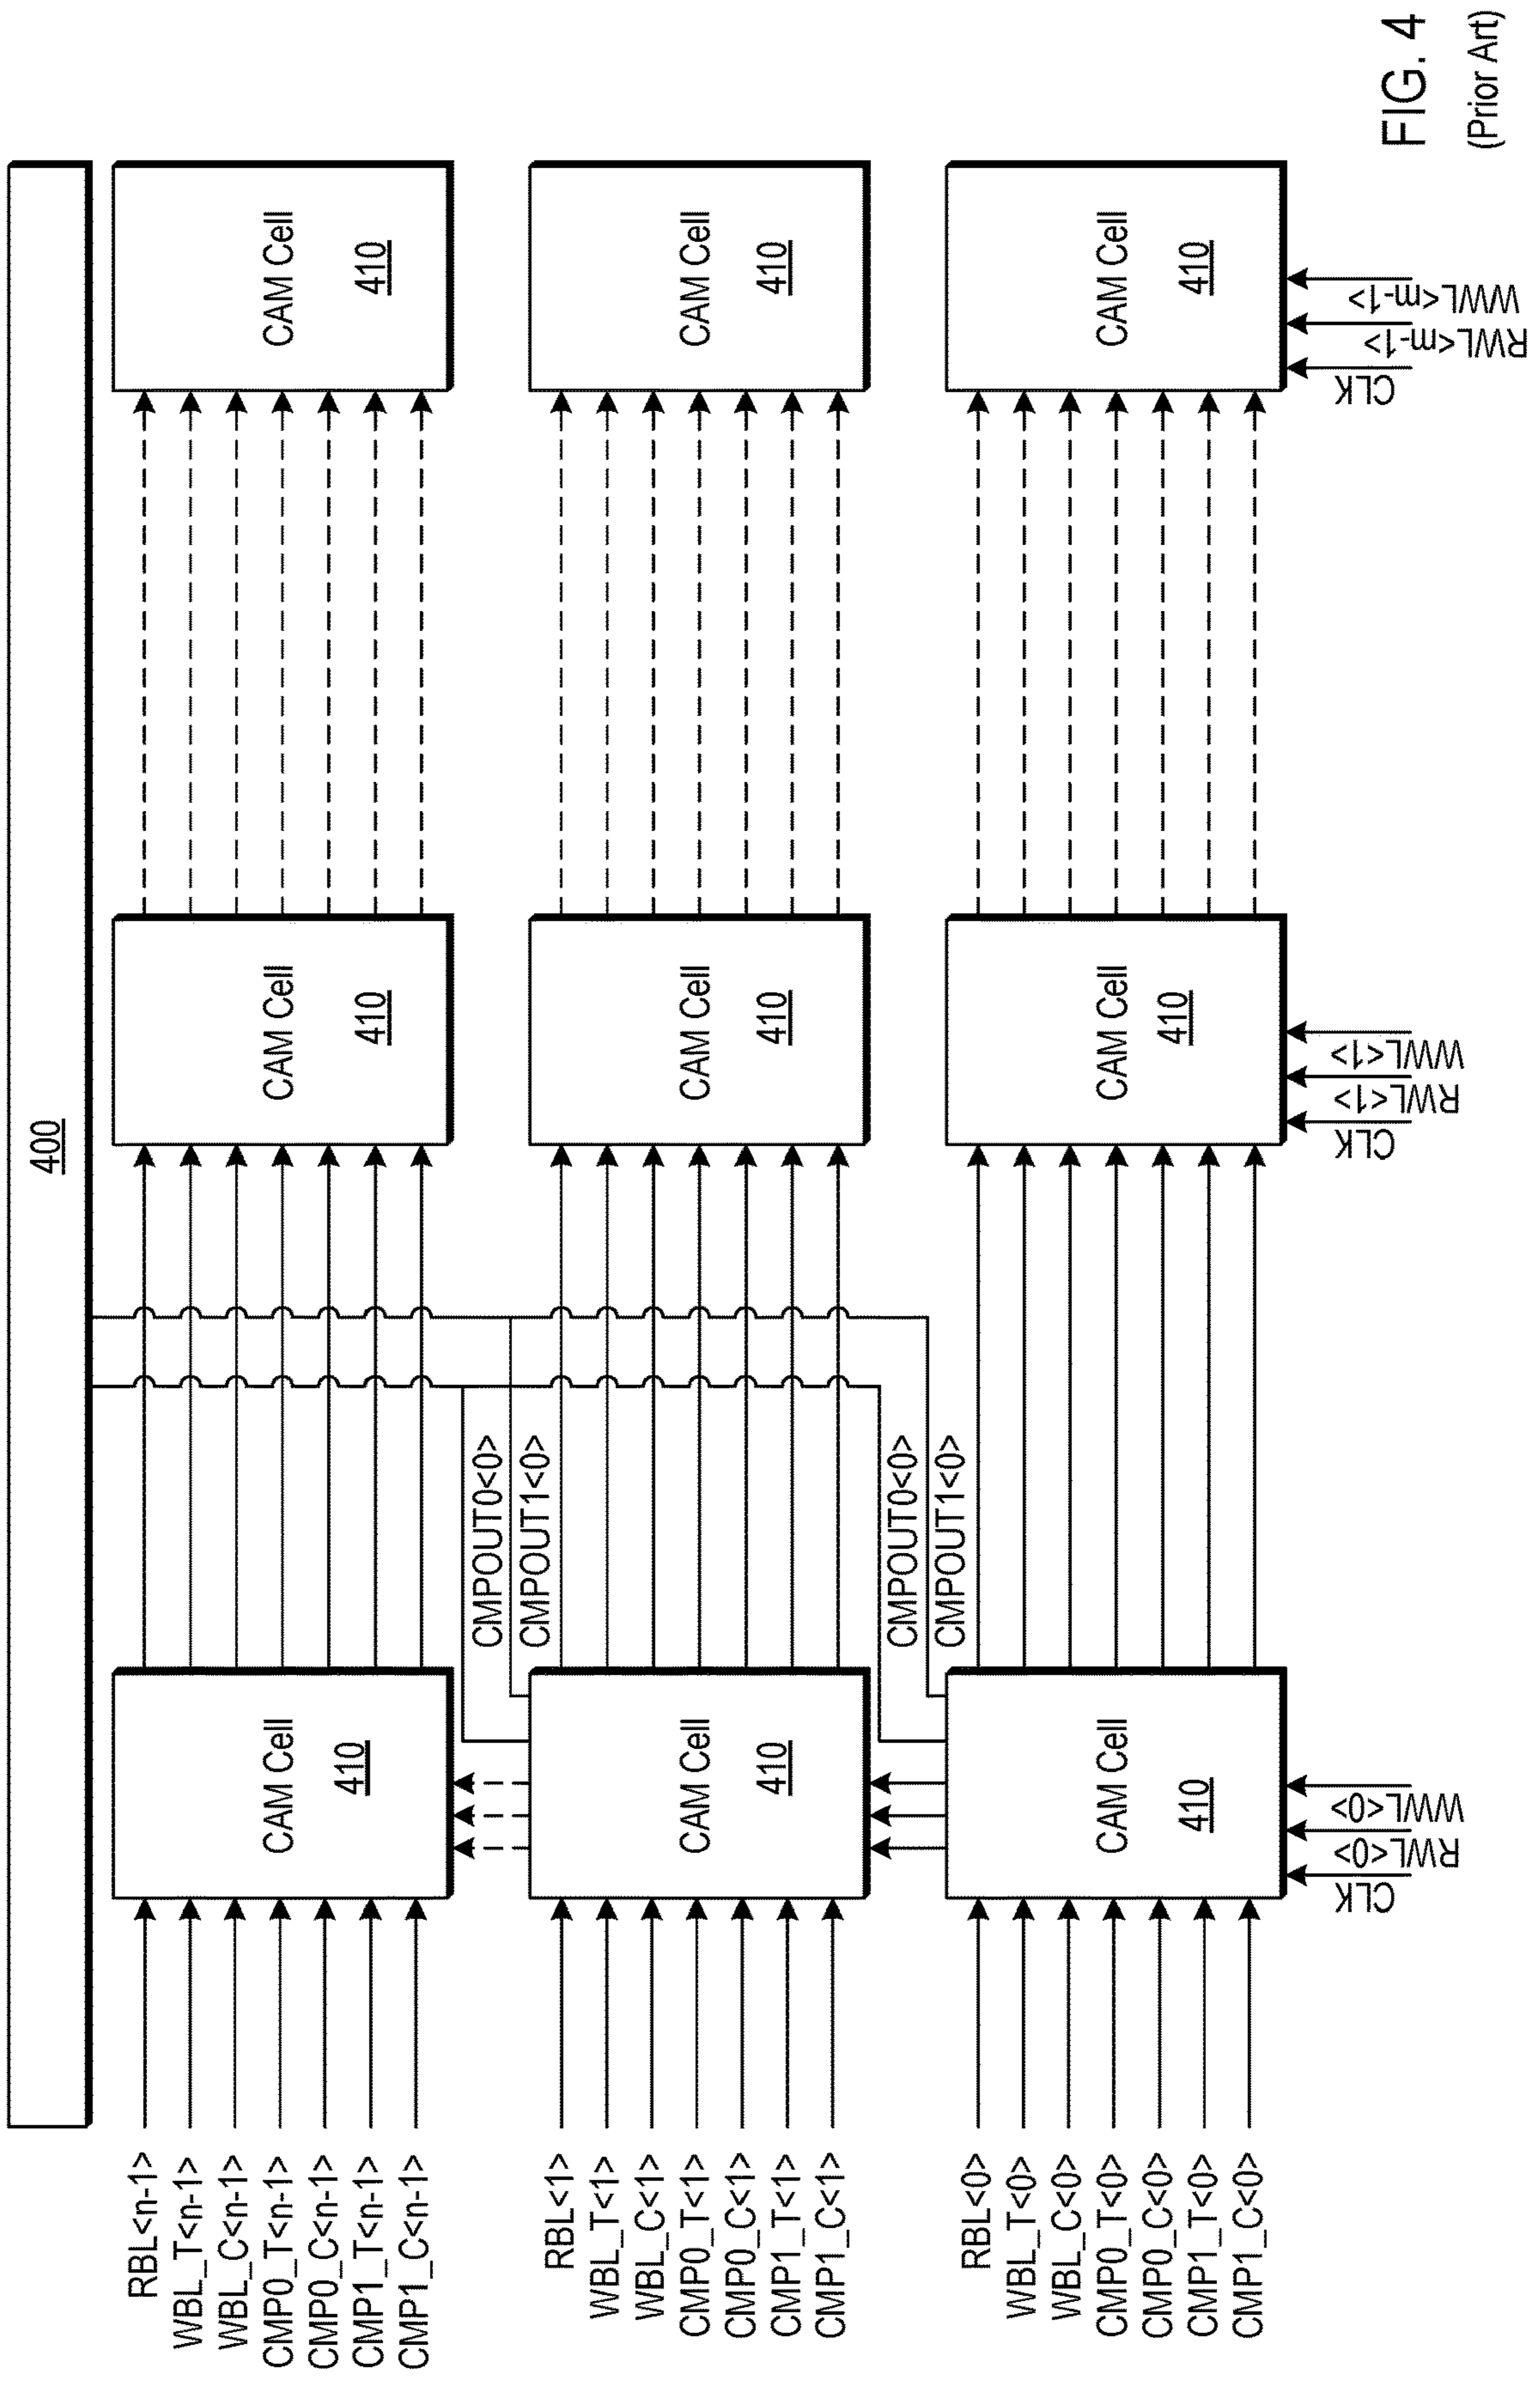 400
RBL<n-1>
WBL_T<n-1>
WBL_C<n-1>
CMP0_T<n-1>
CMP0_C<n-1>
CMP1_T<n-1>
CMP1_C<n-1>
CAM Cell
410
CAM Cell
410
CAM Cell
410
CMPOUT0<0>
CMPOUT1<0>
RBL<1>
WBL_T<1>
WBL_C<1>
CMP0_T<1>
CMP0_C<1>
CMP1_T<1>
CMP1_C<1>
CAM Cell
410
CAM Cell
410
CAM Cell
410
CMPOUT0<0>
CMPOUT1<0>
RBL<0>
WBL_T<0>
WBL_C<0>
CMP0_T<0>
CMP0_C<0>
CMP1_T<0>
CMP1_C<0>
CAM Cell
410
CAM Cell
410
CAM Cell
410
CLK
RWL<0>
WWL<0>
CLK
RWL<1>
WWL<1>
CLK
RWL<m-1>
WWL<m-1>
FIG. 4
(Prior Art)